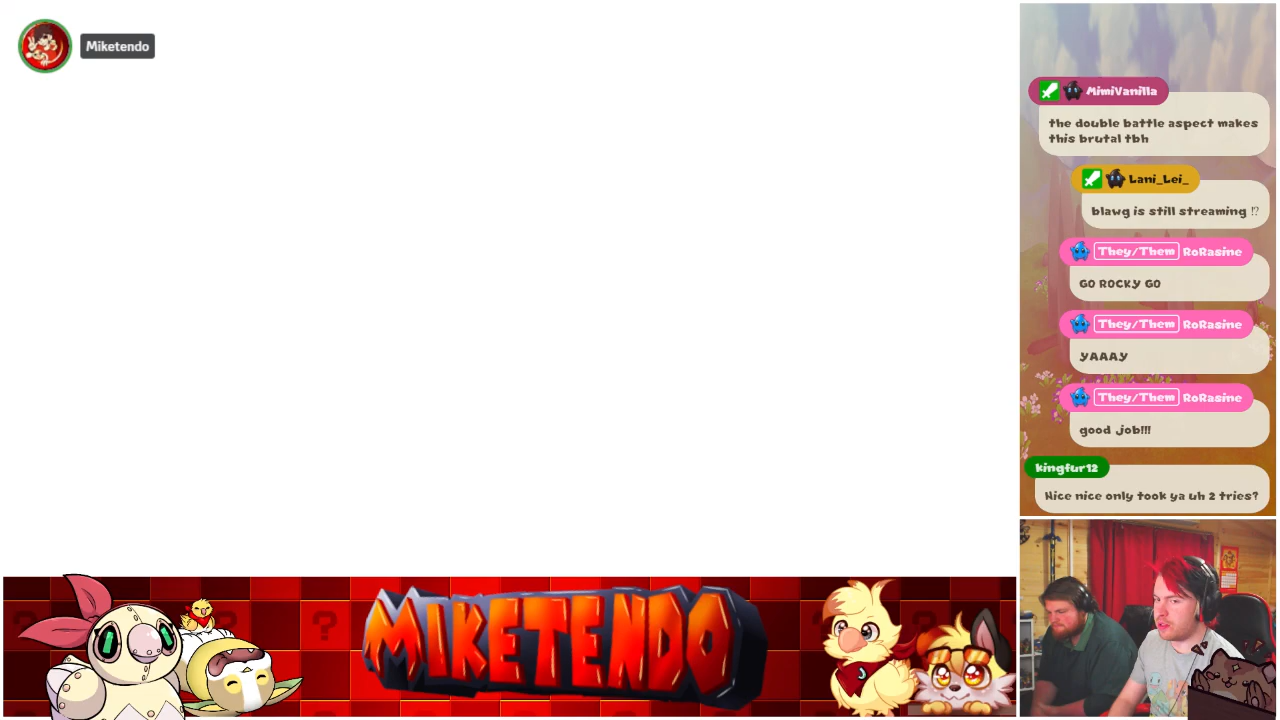 Miketendo
MimiVanilla
the double battle aspect makes
this brutal tbh
Lani_Lei_
blawg is still streaming ⁉
They/Them RoRasine
GO ROCKY GO
They/Them RoRasine
YAAAY
They/Them RoRasine
good job!!!
kingfur12
Nice nice only took ya uh 2 tries?
MIKETENDO